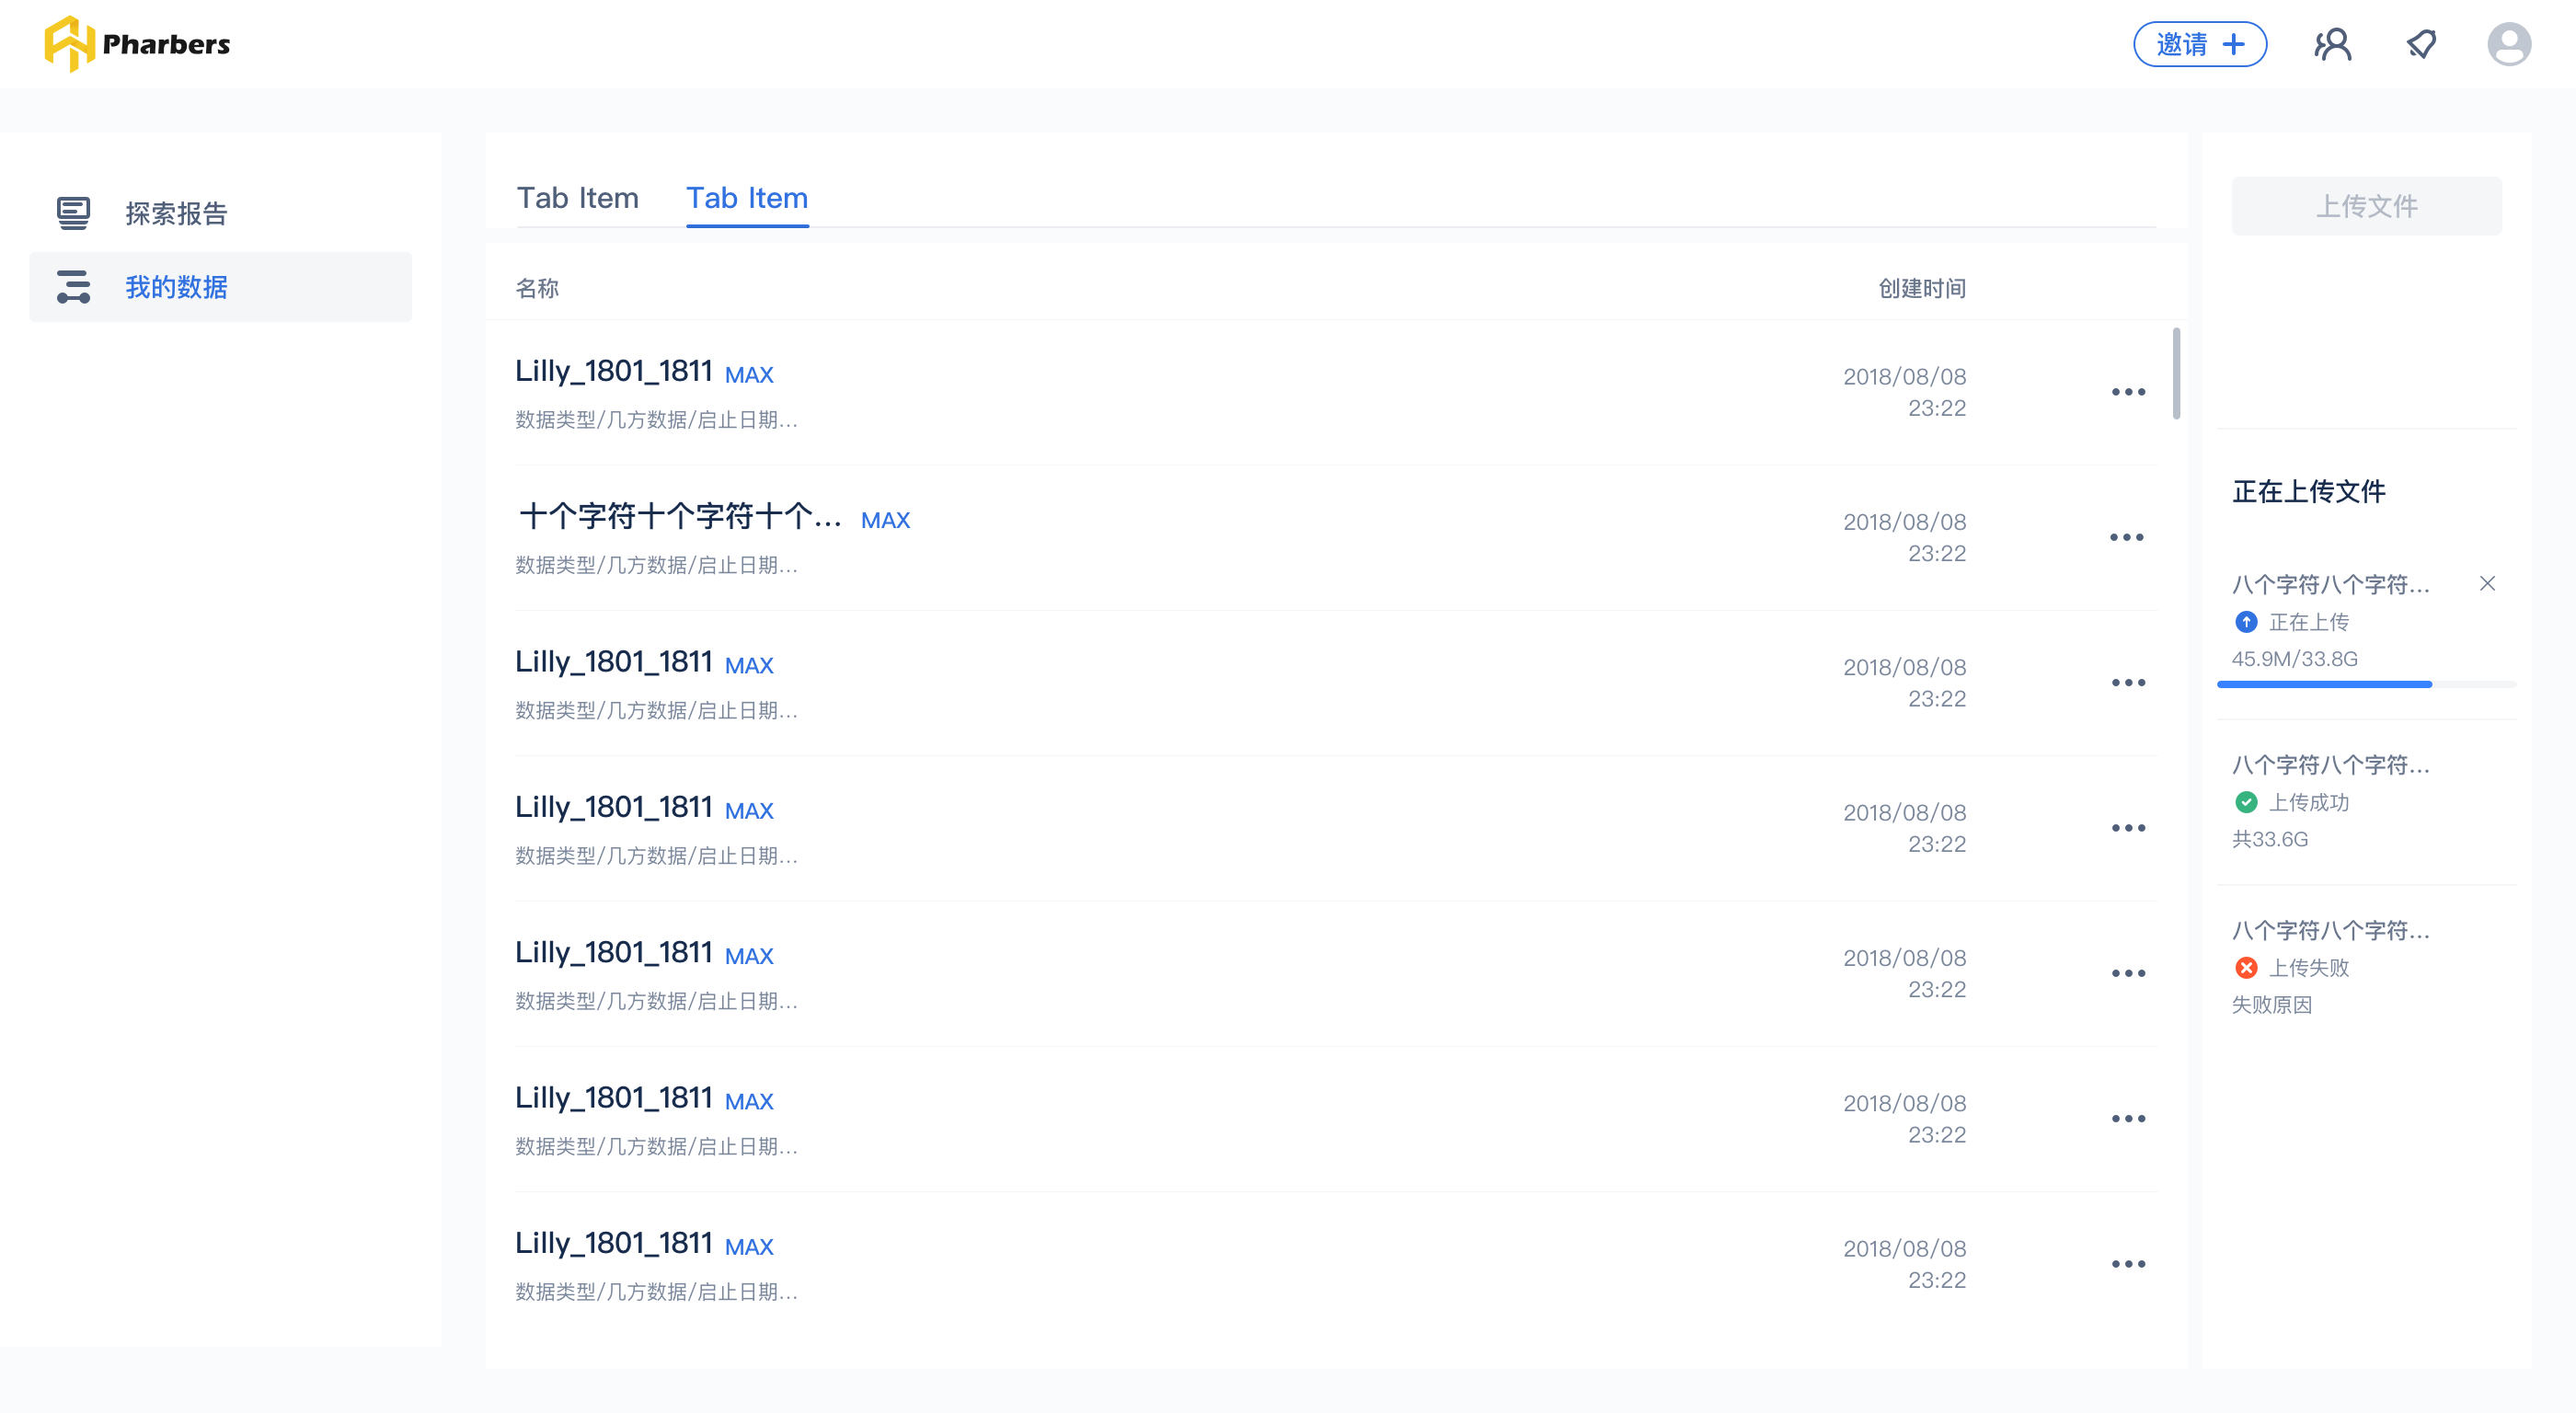 Pharbers
邀请
探索报告
我的数据
Tab Item Tab Item
名称 创建时间
Lilly_1801_1811 MAX
数据类型/几方数据/启止日期...
2018/08/08
23:22
十个字符十个字符十个... MAX
数据类型/几方数据/启止日期...
2018/08/08
23:22
Lilly_1801_1811 MAX
数据类型/几方数据/启止日期...
2018/08/08
23:22
Lilly_1801_1811 MAX
数据类型/几方数据/启止日期...
2018/08/08
23:22
Lilly_1801_1811 MAX
数据类型/几方数据/启止日期...
2018/08/08
23:22
Lilly_1801_1811 MAX
数据类型/几方数据/启止日期...
2018/08/08
23:22
Lilly_1801_1811 MAX
数据类型/几方数据/启止日期...
2018/08/08
23:22
上传文件
正在上传文件
八个字符八个字符...
正在上传
45.9M/33.8G
八个字符八个字符...
上传成功
共33.6G
八个字符八个字符...
上传失败
失败原因